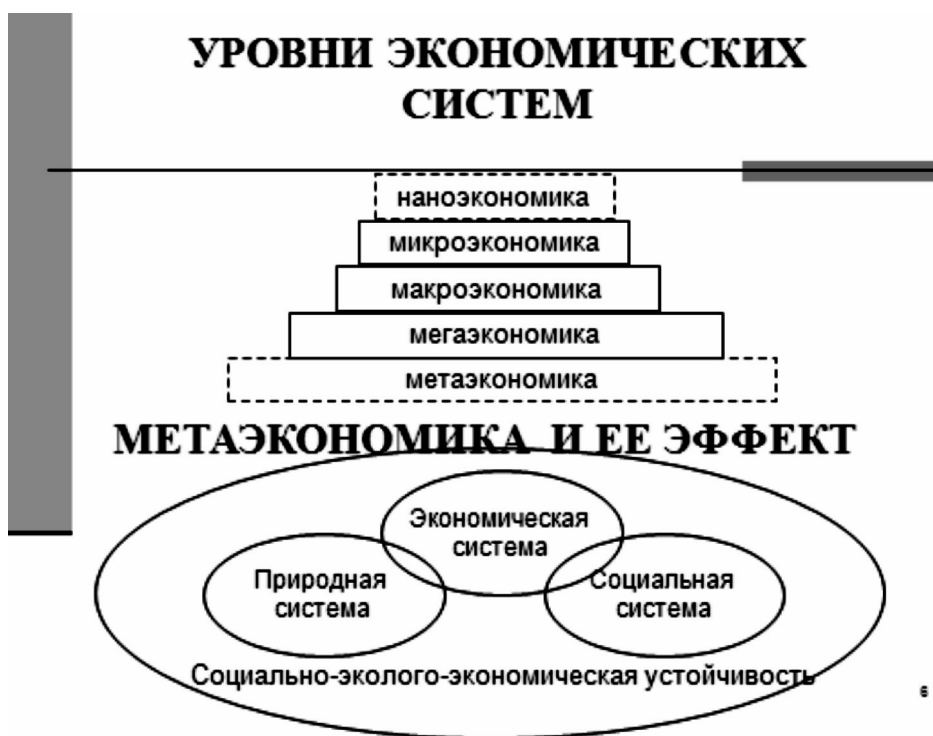 УРОВНИ ЭКОНОМИЧЕСКИХ
СИСТЕМ
наноэкономика
микроэкономика
макроэкономика
мегаэкономика
метаэкономика
МЕТАЭКОНОМИКА И ЕЕ ЭФФЕКТ
Экономическая
система
Природная
система
Социальная
система
Социально-эколого-экономическая устойчивость
6